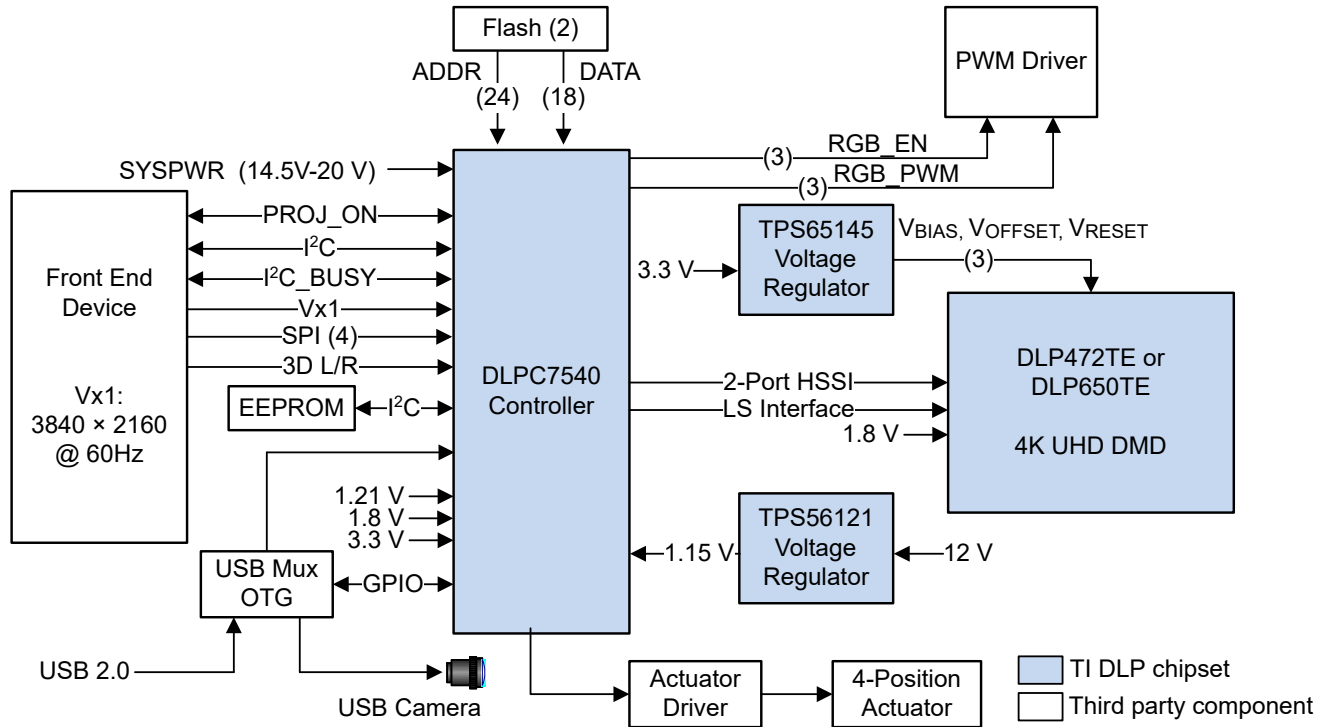 Flash (2)
ADDR
DATA
(24)
(18)
PWM Driver
RGB_EN
(3)
RGB_PWM
(3)
SYSPWR (14.5V-20 V)
Front End
Device
Vx1:
3840 × 2160
@ 60Hz
PROJ_ON
I²C
I²C_BUSY
Vx1
SPI (4)
3D L/R
EEPROM
I²C
1.21 V
1.8 V
3.3 V
USB Mux
OTG
GPIO
USB 2.0
USB Camera
DLPC7540
Controller
3.3 V
TPS65145
Voltage
Regulator
VBIAS, VOFFSET, VRESET
(3)
2-Port HSSI
LS Interface
1.8 V
DLP472TE or
DLP650TE
4K UHD DMD
1.15 V
TPS56121
Voltage
Regulator
12 V
Actuator
Driver
4-Position
Actuator
TI DLP chipset
Third party component